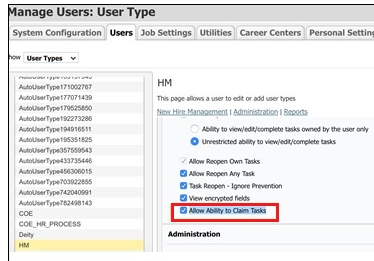 Manage Users: User Type
System Configuration Users Job Settings Utilities Career Centers Personal Setting
how User Types
AutoUserType171002767
AutoUserType177071439
AutoUserType179525850
AutoUserType192273286
AutoUserType194916511
AutoUserType195351825
AutoUserType357559543
AutoUserType433735446
AutoUserType456306015
AutoUserType703922855
AutoUserType742040991
AutoUserType782498143
COE
COE_HR_PROCESS
Deity
HM
HM
This page allows a user to edit or add user types
New Hire Management | Administration | Reports
Ability to view/edit/complete tasks owned by the user only
Unrestricted ability to view/edit/complete tasks
Allow Reopen Own Tasks
Allow Reopen Any Task
Task Reopen - Ignore Prevention
View encrypted fields
Allow Ability to Claim Tasks
Administration